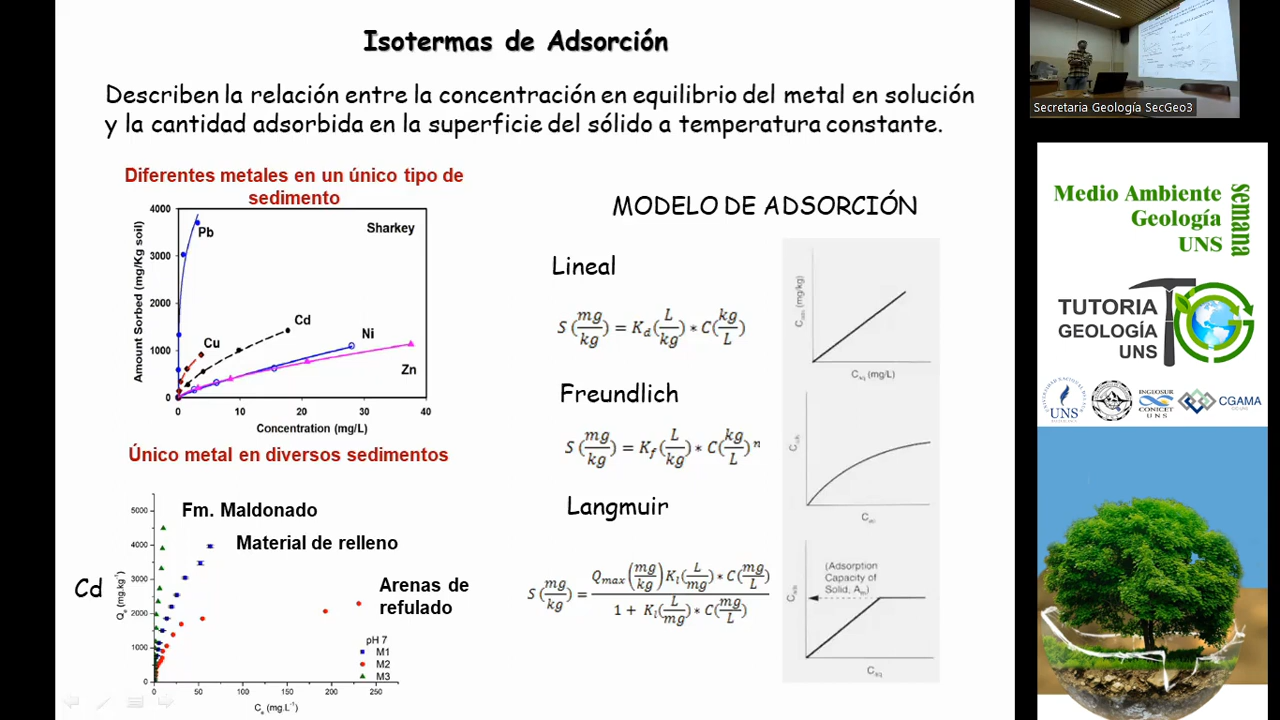 Isotermas de Adsorción
Describen la relación entre la concentración en equilibrio del metal en solución
y la cantidad adsorbida en la superficie del sólido a temperatura constante.
Diferentes metales en un único tipo de
sedimento
Amount Sorbed (mg/Kg soil)
4000
3000
2000
1000
0
Sharkey
Pb
Cu
Cd
Ni
Zn
0 10 20 30 40
Concentration (mg/L)
Único metal en diversos sedimentos
Cd
Qe (mg.kg⁻¹)
5000
4000
3000
2000
1000
0
Fm. Maldonado
Material de relleno
Arenas de
refulado
pH 7
M1
M2
M3
0 50 100 150 200 250
Ce (mg.L⁻¹)
MODELO DE ADSORCIÓN
Lineal
S (mg/kg) = Kd (L/kg) * C(kg/L)
Freundlich
S (mg/kg) = Kf (L/kg) * C(kg/L)ⁿ
Langmuir
S (mg/kg) = Qmax (mg/kg) Kl (L/mg) * C(mg/L) / 1 + Kl (L/mg) * C(mg/L)
(mg/kg)
(mg/L)
(Adsorption
Capacity of
Solid,
Secretaria Geología SecGeo3
Medio Ambiente
Geología
UNS
semana
TUTORIA
GEOLOGÍA
UNS
UNS
INGEOSUR
CONICET
UNS
CGAMA